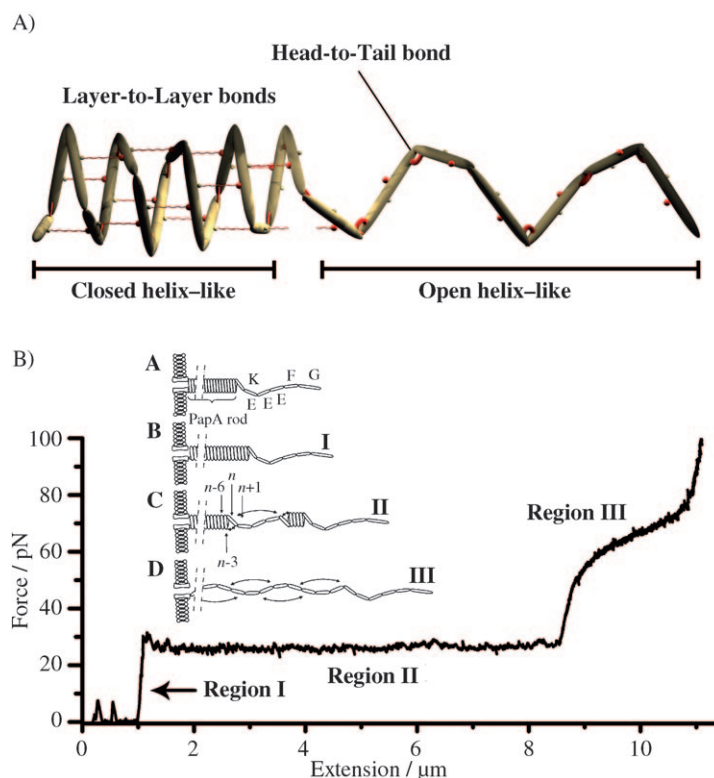 A)
Head-to-Tail bond
Layer-to-Layer bonds
Closed helix–like
Open helix–like
B)
A
K
F
G
E
E
E
PapA rod
B
I
C
n-6
n
n+1
II
n-3
D
III
Region III
Region II
Region I
Force / pN
100
80
60
40
20
0
0
2
4
6
8
10
Extension / μm